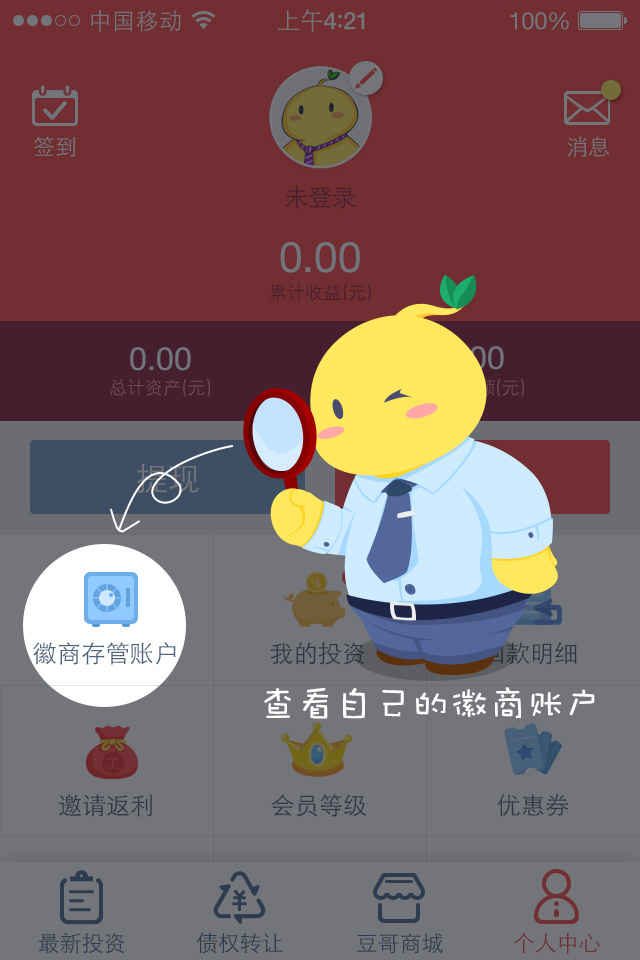 中国移动 上午4:21 100%
签到 消息
未登录
0.00
累计收益(元)
0.00 00
总计资产(元) (元)
提现
徽商存管账户 我的投资 款明细
查看自己的徽商账户
邀请返利 会员等级 优惠券
最新投资 债权转让 豆哥商城 个人中心